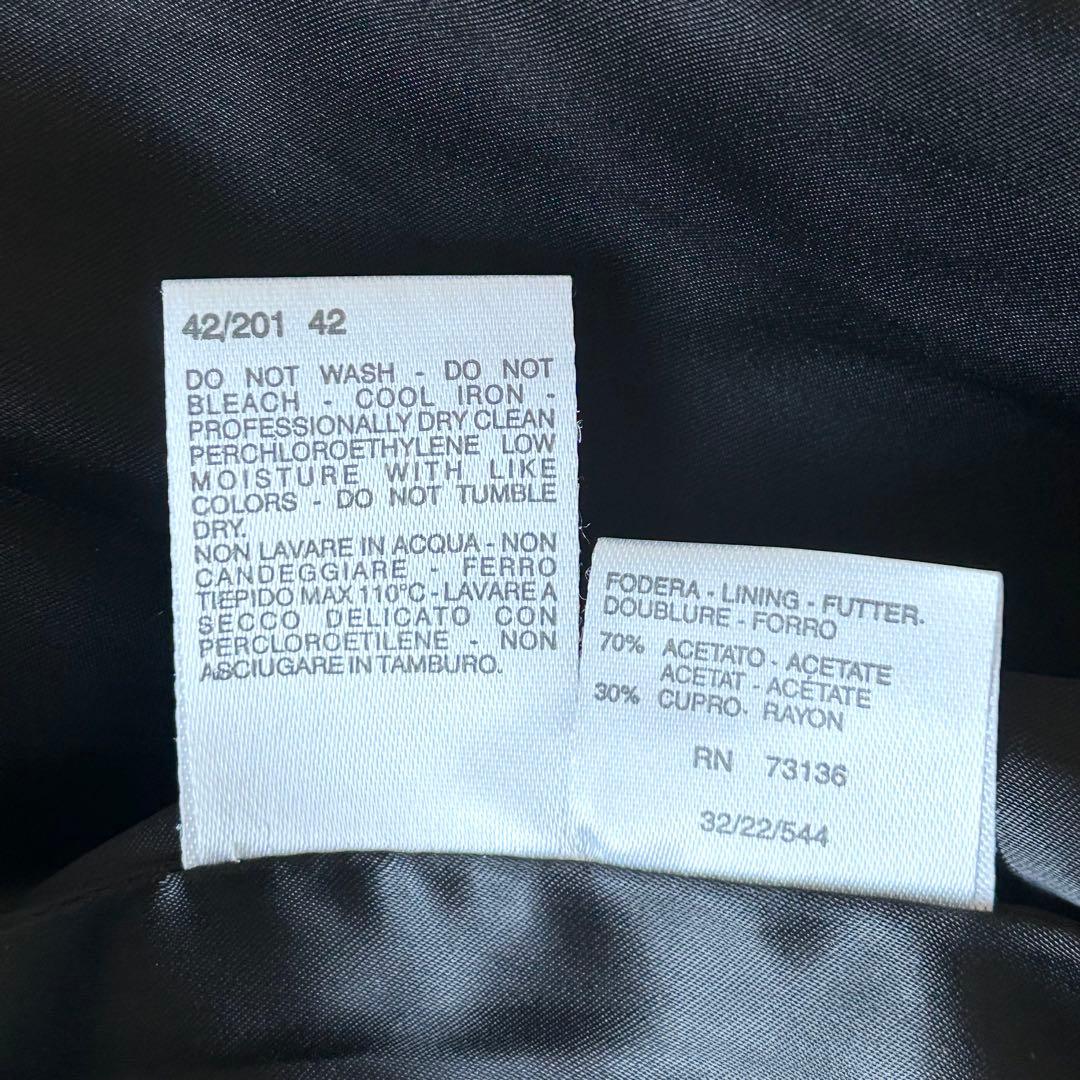 42/201 42
DO NOT WASH - DO NOT
BLEACH - COOL IRON -
PROFESSIONALLY DRY CLEAN
PERCHLOROETHYLENE LOW
MOISTURE WITH LIKE
COLORS - DO NOT TUMBLE
DRY.
NON LAVARE IN ACQUA - NON
CANDEGGIARE - FERRO
TIEPIDO MAX 110°C - LAVARE A
SECCO DELICATO CON
PERCLOROETILENE - NON
ASCIUGARE IN TAMBURO.
FODERA - LINING - FUTTER.
DOUBLURE - FORRO
70% ACETATO - ACETATE
ACETAT - ACÉTATE
30% CUPRO. RAYON
RN 73136
32/22/544